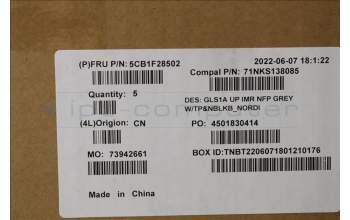 (P)FRU P/N: 5CB1F28502
2022-06-07 18:1:22
Compal P/N: 71NKS138085
Quantity: 5
DES: GLS1A UP IMR NFP GREY
W/TP&NBLKB_NORDI
(4L)Origion: CN
PO: 4501830414
MO: 73942661
BOX ID: TNBT2206071801210176
Made in China